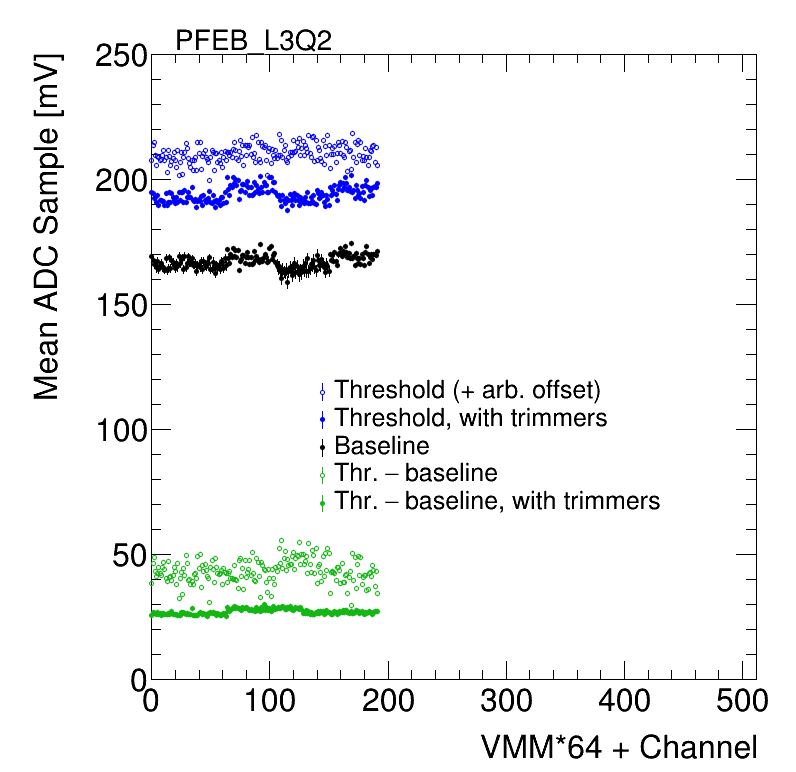 PFEB_L3Q2
Mean ADC Sample [mV]
250
200
150
100
50
0
Threshold (+ arb. offset)
Threshold, with trimmers
Baseline
Thr. – baseline
Thr. – baseline, with trimmers
0 100 200 300 400 500
VMM*64 + Channel